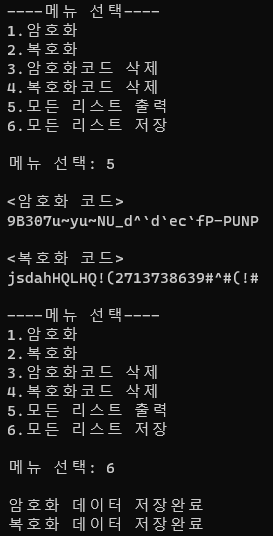 ----메뉴 선택----
1.암호화
2.복호화
3.암호화코드 삭제
4.복호화코드 삭제
5.모든 리스트 출력
6.모든 리스트 저장
메뉴 선택: 5
<암호화 코드>
9B307u~yu~NU_d^`d`ec`fP-PUNP
<복호화 코드>
jsdahHQLHQ!(2713738639#^#(!#
----메뉴 선택----
1.암호화
2.복호화
3.암호화코드 삭제
4.복호화코드 삭제
5.모든 리스트 출력
6.모든 리스트 저장
메뉴 선택: 6
암호화 데이터 저장완료
복호화 데이터 저장완료